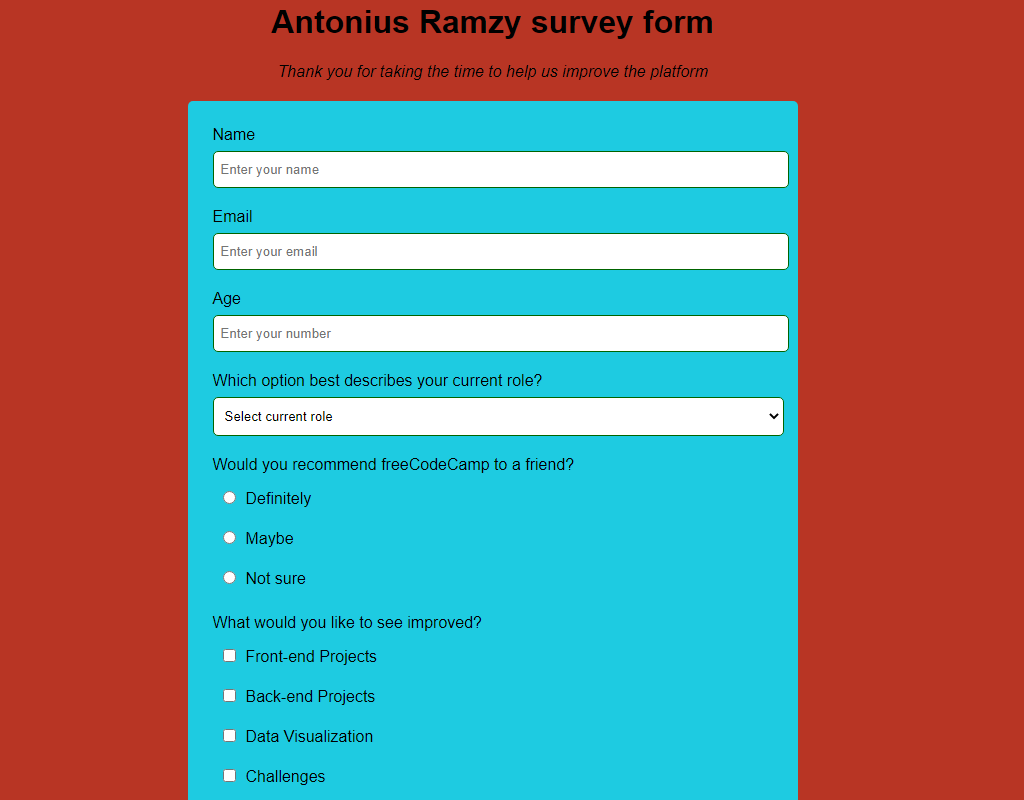 Antonius Ramzy survey form
Thank you for taking the time to help us improve the platform
Name
Enter your name
Email
Enter your email
Age
Enter your number
Which option best describes your current role?
Select current role
Would you recommend freeCodeCamp to a friend?
Definitely
Maybe
Not sure
What would you like to see improved?
Front-end Projects
Back-end Projects
Data Visualization
Challenges